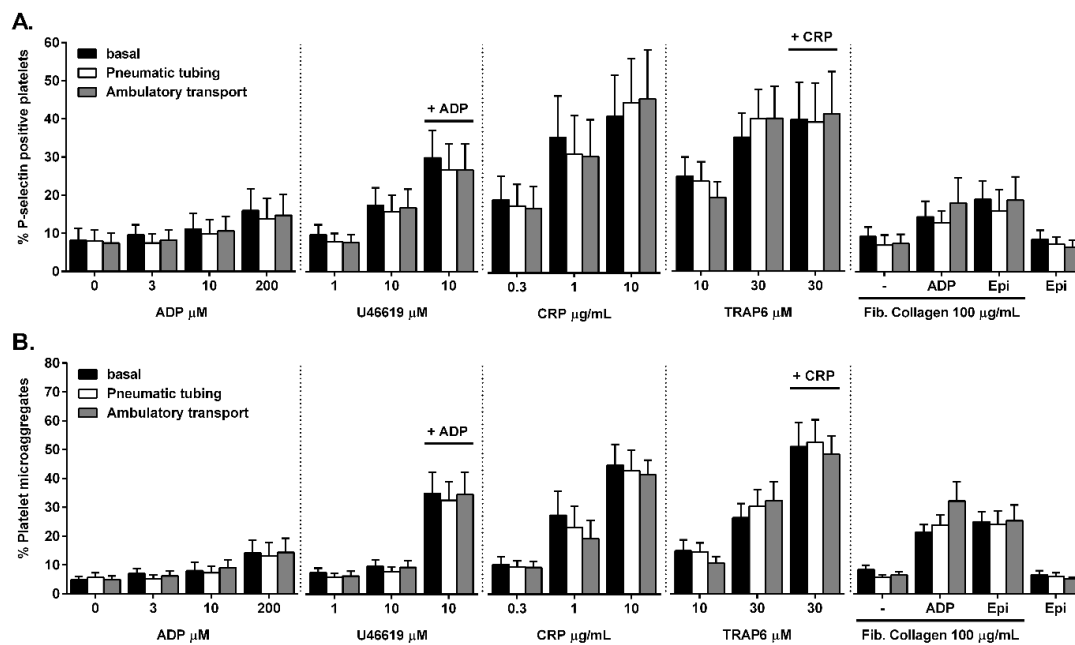 A.
+ CRP
60
50
40
30
20
10
0
% P-selectin positive platelets
basal
Pneumatic tubing
Ambulatory transport
+ ADP
0 3 10 200 1 10 10 0.3 1 10 10 30 30 - ADP Epi Epi
ADP μM U46619 μM CRP μg/mL TRAP6 μM Fib. Collagen 100 μg/mL
B.
80
70
60
50
40
30
20
10
0
% Platelet microaggregates
basal
Pneumatic tubing
Ambulatory transport
+ ADP
+ CRP
0 3 10 200 1 10 10 0.3 1 10 10 30 30 - ADP Epi Epi
ADP μM U46619 μM CRP μg/mL TRAP6 μM Fib. Collagen 100 μg/mL